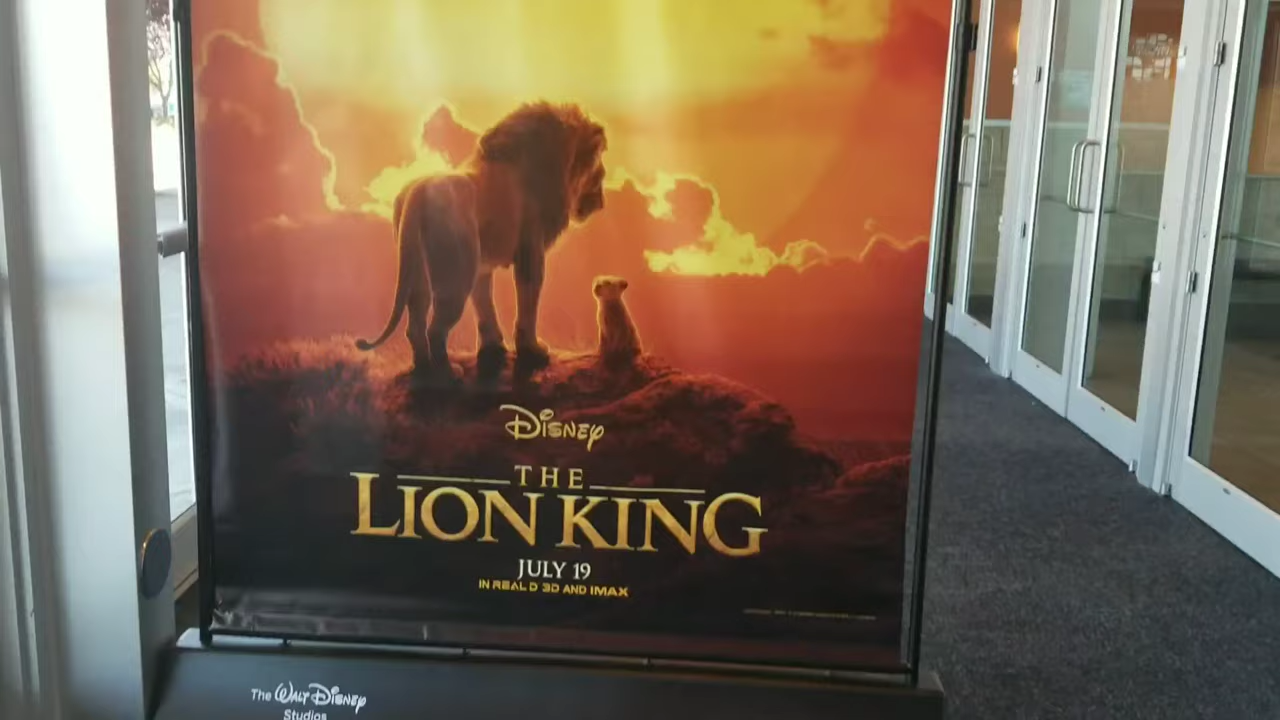 Disney
THE
LION KING
JULY 19
IN REAL D 3D AND IMAX
The WALT DISNEY
Studios